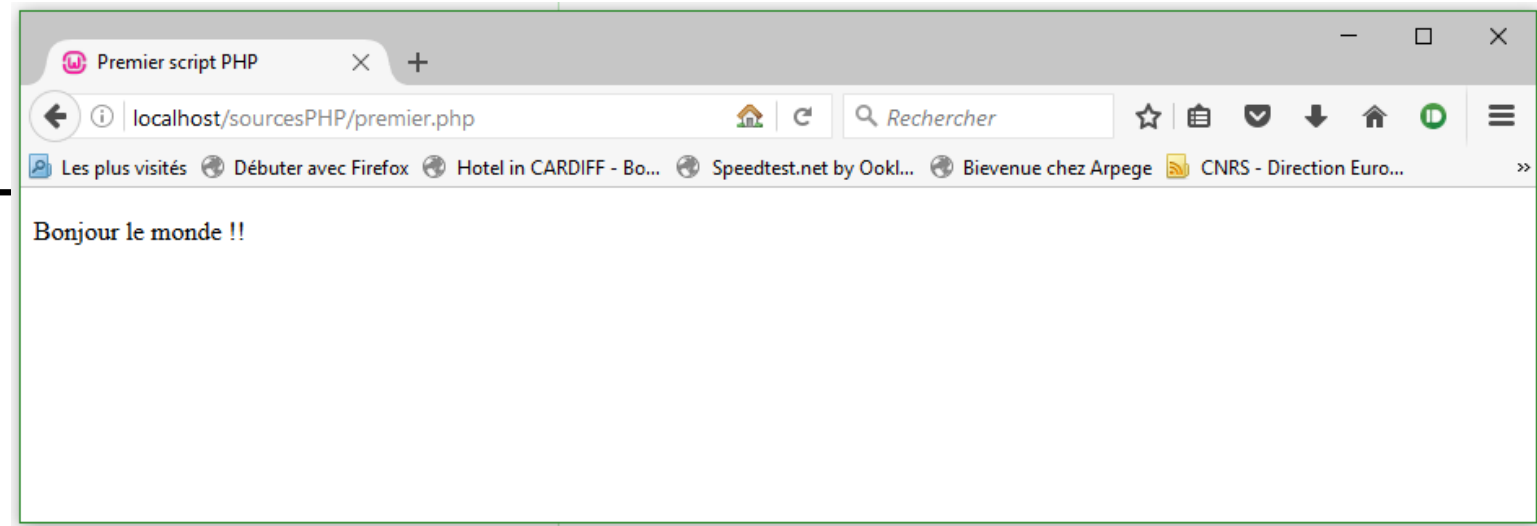 Premier script PHP
localhost/sourcesPHP/premier.php Rechercher
Les plus visités Débuter avec Firefox Hotel in CARDIFF - Bo... Speedtest.net by Ookl... Bievenue chez Arpege CNRS - Direction Euro...
Bonjour le monde !!